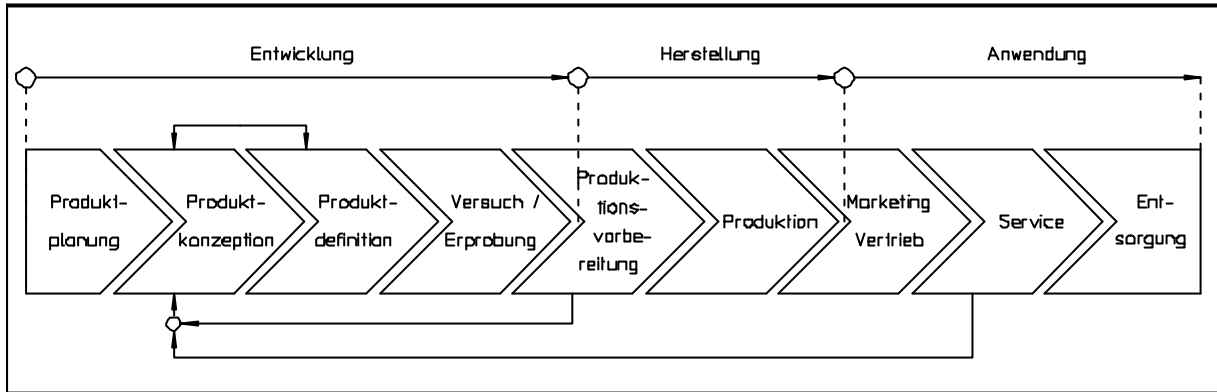 Entwicklung
Herstellung
Anwendung
Produkt-
planung
Produkt-
konzeption
Produkt-
definition
Versuch /
Erprobung
Produk-
tions-
vorbe-
reitung
Produktion
Marketing
Vertrieb
Service
Ent-
sorgung